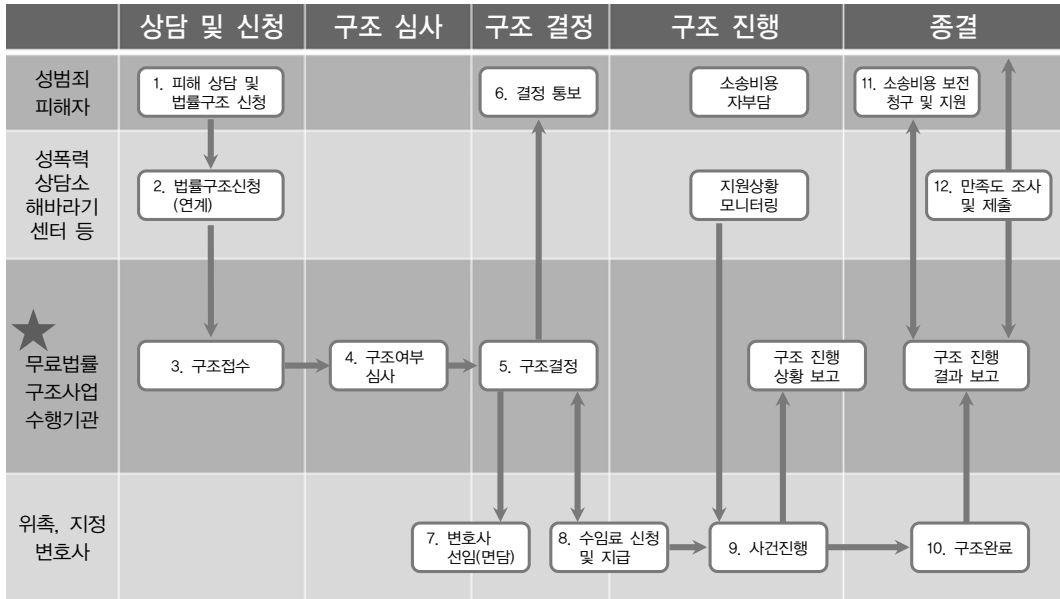 상담 및 신청
구조 심사
구조 결정
구조 진행
종결
성범죄
피해자
1. 피해 상담 및
법률구조 신청
6. 결정 통보
소송비용
자부담
11. 소송비용 보전
청구 및 지원
성폭력
상담소
해바라기
센터 등
2. 법률구조신청
(연계)
지원상황
모니터링
12. 만족도 조사
및 제출
무료법률
구조사업
수행기관
3. 구조접수
4. 구조여부
심사
5. 구조결정
구조 진행
상황 보고
구조 진행
결과 보고
위촉, 지정
변호사
7. 변호사
선임(면담)
8. 수임료 신청
및 지급
9. 사건진행
10. 구조완료